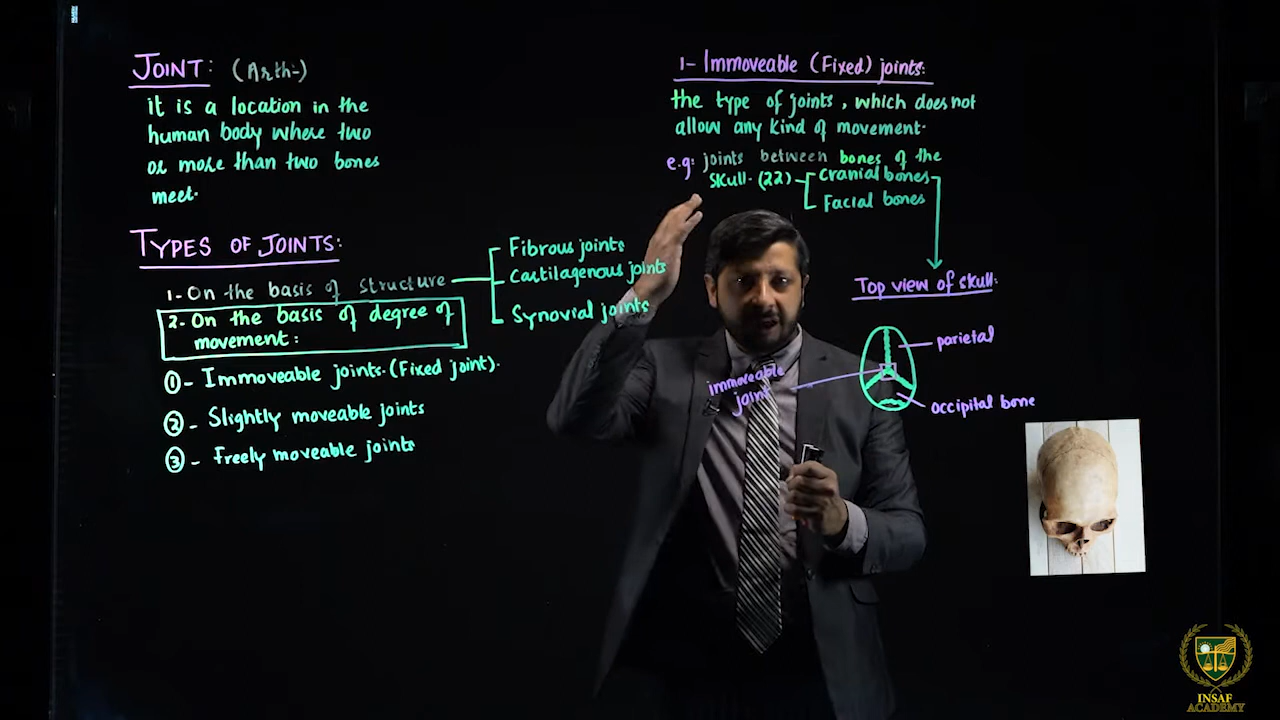 JOINT: (Arth-)
it is a location in the
human body where two
or more than two bones
meet.
TYPES OF JOINTS:
1- On the basis of structure
Fibrous joints
Cartilagenous joints
Synovial joints
2. On the basis of degree of
movement:
① - Immoveable joints. (Fixed joint).
② - Slightly moveable joints
③ - freely moveable joints
1- Immoveable (Fixed) joints:
the type of joints, which does not
allow any kind of movement.
e.g: joints between bones of the
skull. (22)
Cranial bones
Facial bones
Top view of skull:
parietal
immoveable
joint
occipital bone
INSAF
ACADEMY